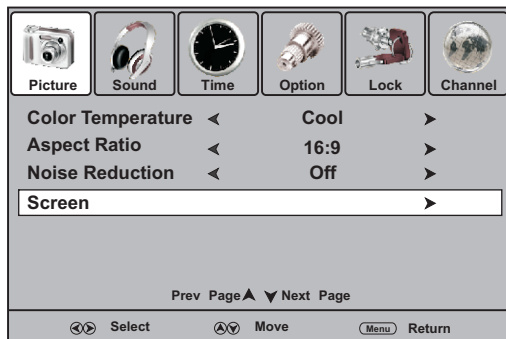 Picture Sound Time Option Lock Channel
Color Temperature Cool
Aspect Ratio 16:9
Noise Reduction Off
Screen
Prev Page Next Page
Select Move Menu Return